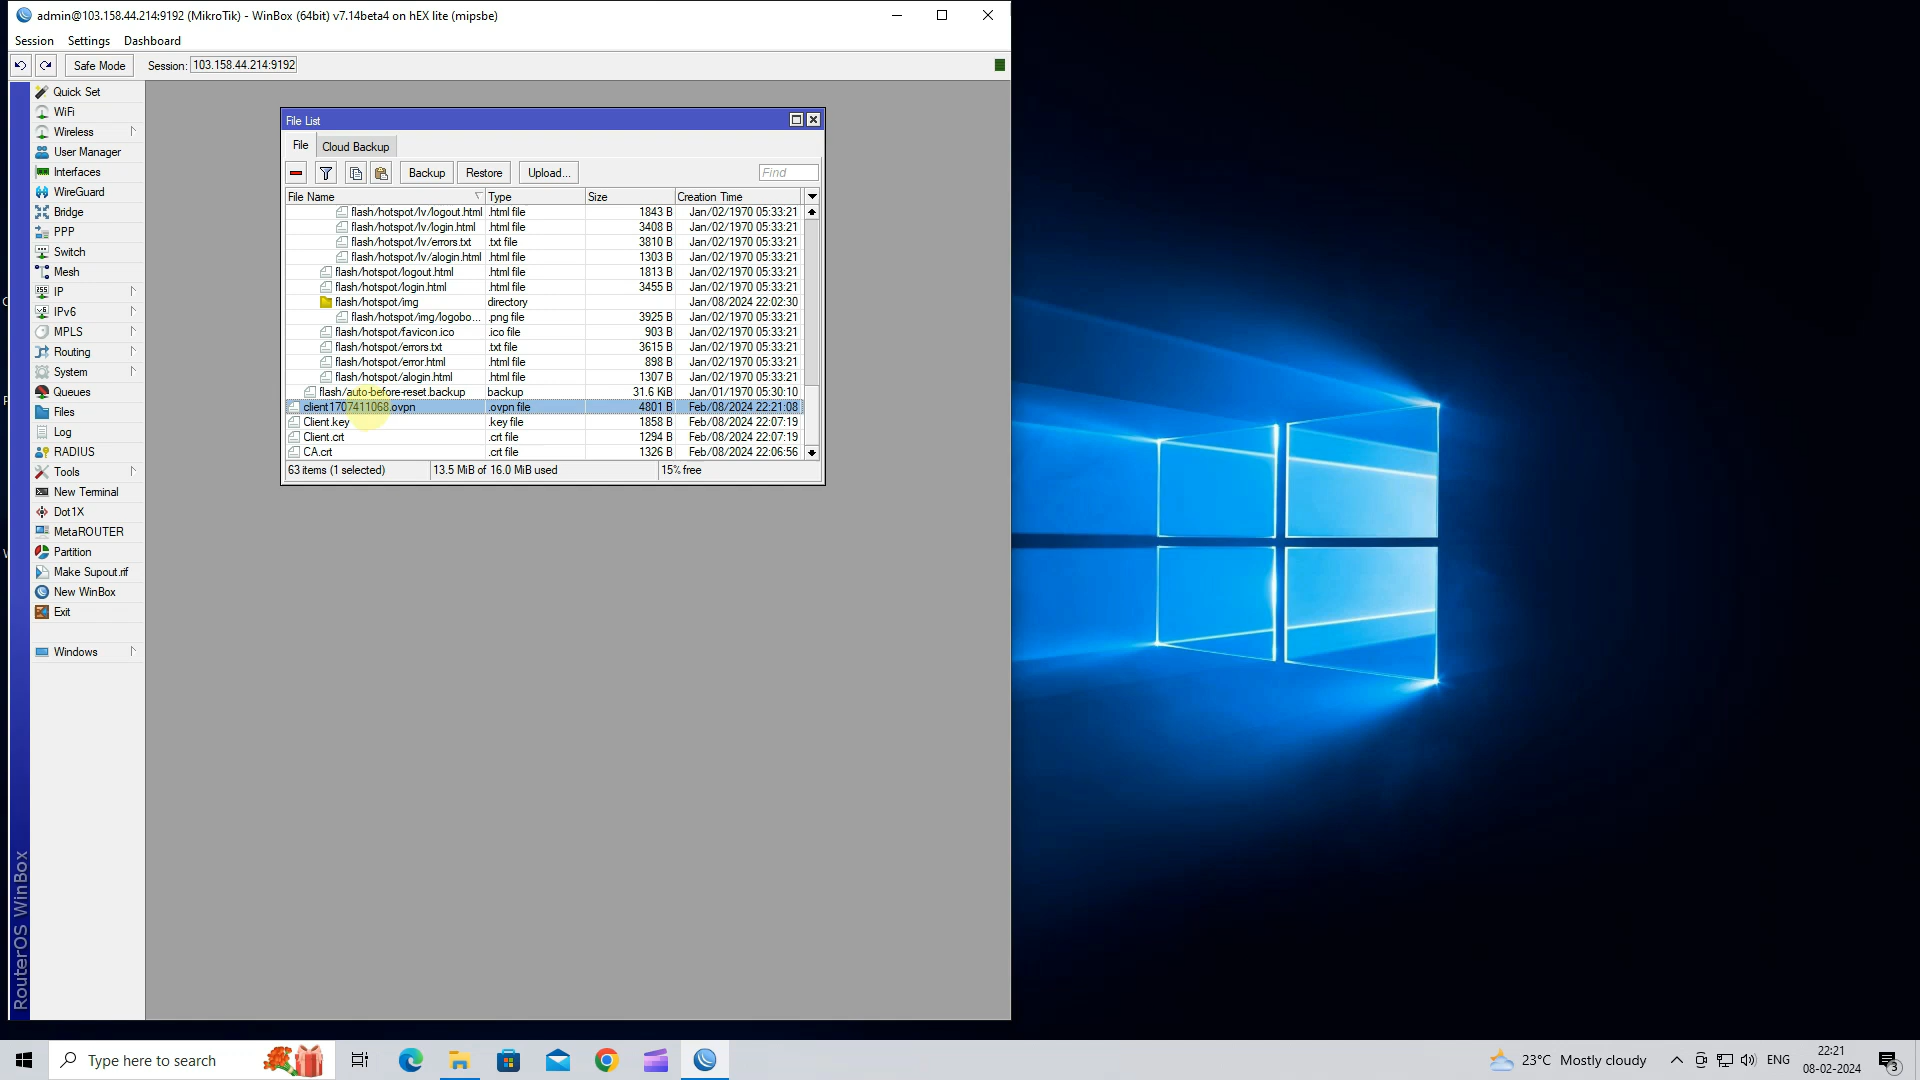 admin@103.158.44.214:9192 (MikroTik) - WinBox (64bit) v7.14beta4 on hEX lite (mipsbe)
Session Settings Dashboard
Safe Mode Session: 103.158.44.214:9192
Quick Set
WiFi
Wireless
User Manager
Interfaces
WireGuard
Bridge
PPP
Switch
Mesh
IP
IPv6
MPLS
Routing
System
Queues
Files
Log
RADIUS
Tools
New Terminal
Dot1X
MetaROUTER
Partition
Make Supout.rif
New WinBox
Exit
Windows
RouterOS WinBox
File List
File Cloud Backup
Backup Restore Upload... Find
File Name Type Size Creation Time
flash/hotspot/lv/logout.html .html file 1843 B Jan/02/1970 05:33:21
flash/hotspot/lv/login.html .html file 3408 B Jan/02/1970 05:33:21
flash/hotspot/lv/errors.txt .txt file 3810 B Jan/02/1970 05:33:21
flash/hotspot/lv/alogin.html .html file 1303 B Jan/02/1970 05:33:21
flash/hotspot/logout.html .html file 1813 B Jan/02/1970 05:33:21
flash/hotspot/login.html .html file 3455 B Jan/02/1970 05:33:21
flash/hotspot/img directory Jan/08/2024 22:02:30
flash/hotspot/img/logobo... .png file 3925 B Jan/02/1970 05:33:21
flash/hotspot/favicon.ico .ico file 903 B Jan/02/1970 05:33:21
flash/hotspot/errors.txt .txt file 3615 B Jan/02/1970 05:33:21
flash/hotspot/error.html .html file 898 B Jan/02/1970 05:33:21
flash/hotspot/alogin.html .html file 1307 B Jan/02/1970 05:33:21
flash/auto-before-reset.backup backup 31.6 KiB Jan/01/1970 05:30:10
client1707411068.ovpn .ovpn file 4801 B Feb/08/2024 22:21:08
Client.key .key file 1858 B Feb/08/2024 22:07:19
Client.crt .crt file 1294 B Feb/08/2024 22:07:19
CA.crt .crt file 1326 B Feb/08/2024 22:06:56
63 items (1 selected) 13.5 MiB of 16.0 MiB used 15% free
Type here to search
23°C Mostly cloudy
ENG
22:21
08-02-2024
3